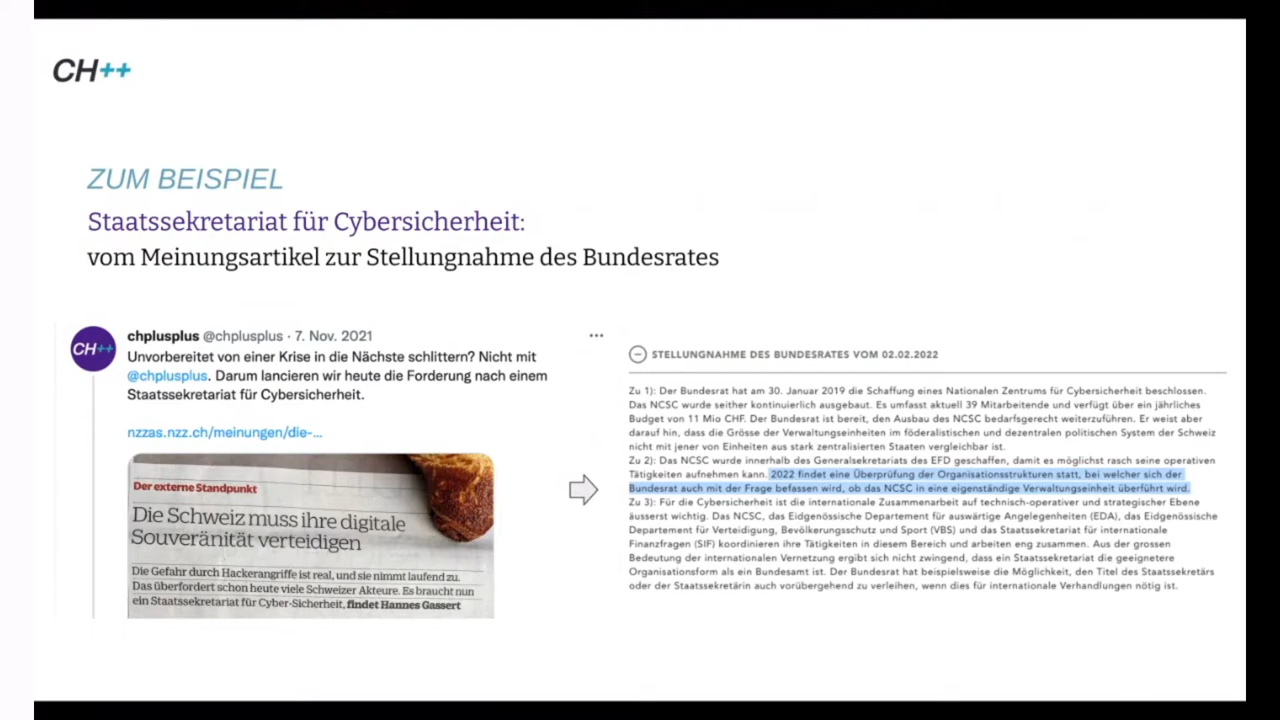 CH++
ZUM BEISPIEL
Staatssekretariat für Cybersicherheit:
vom Meinungsartikel zur Stellungnahme des Bundesrates
CH++
chplusplus @chplusplus · 7. Nov. 2021
Unvorbereitet von einer Krise in die Nächste schlittern? Nicht mit
@chplusplus. Darum lancieren wir heute die Forderung nach einem
Staatssekretariat für Cybersicherheit.
nzzas.nzz.ch/meinungen/die-...
Der externe Standpunkt
Die Schweiz muss ihre digitale
Souveränität verteidigen
Die Gefahr durch Hackerangriffe ist real, und sie nimmt laufend zu.
Das überfordert schon heute viele Schweizer Akteure. Es braucht nun
ein Staatssekretariat für Cyber-Sicherheit, findet Hannes Gassert
STELLUNGNAHME DES BUNDESRATES VOM 02.02.2022
Zu 1): Der Bundesrat hat am 30. Januar 2019 die Schaffung eines Nationalen Zentrums für Cybersicherheit beschlossen.
Das NCSC wurde seither kontinuierlich ausgebaut. Es umfasst aktuell 39 Mitarbeitende und verfügt über ein jährliches
Budget von 11 Mio CHF. Der Bundesrat ist bereit, den Ausbau des NCSC bedarfsgerecht weiterzuführen. Er weist aber
darauf hin, dass die Grösse der Verwaltungseinheiten im föderalistischen und dezentralen politischen System der Schweiz
nicht mit jener von Einheiten aus stark zentralisierten Staaten vergleichbar ist.
Zu 2): Das NCSC wurde innerhalb des Generalsekretariats des EFD geschaffen, damit es möglichst rasch seine operativen
Tätigkeiten aufnehmen kann. 2022 findet eine Überprüfung der Organisationsstrukturen statt, bei welcher sich der
Bundesrat auch mit der Frage befassen wird, ob das NCSC in eine eigenständige Verwaltungseinheit überführt wird.
Zu 3): Für die Cybersicherheit ist die internationale Zusammenarbeit auf technisch-operativer und strategischer Ebene
äusserst wichtig. Das NCSC, das Eidgenössische Departement für auswärtige Angelegenheiten (EDA), das Eidgenössische
Departement für Verteidigung, Bevölkerungsschutz und Sport (VBS) und das Staatssekretariat für internationale
Finanzfragen (SIF) koordinieren ihre Tätigkeiten in diesem Bereich und arbeiten eng zusammen. Aus der grossen
Bedeutung der internationalen Vernetzung ergibt sich nicht zwingend, dass ein Staatssekretariat die geeignetere
Organisationsform als ein Bundesamt ist. Der Bundesrat hat beispielsweise die Möglichkeit, den Titel des Staatssekretärs
oder der Staatssekretärin auch vorübergehend zu verleihen, wenn dies für internationale Verhandlungen nötig ist.